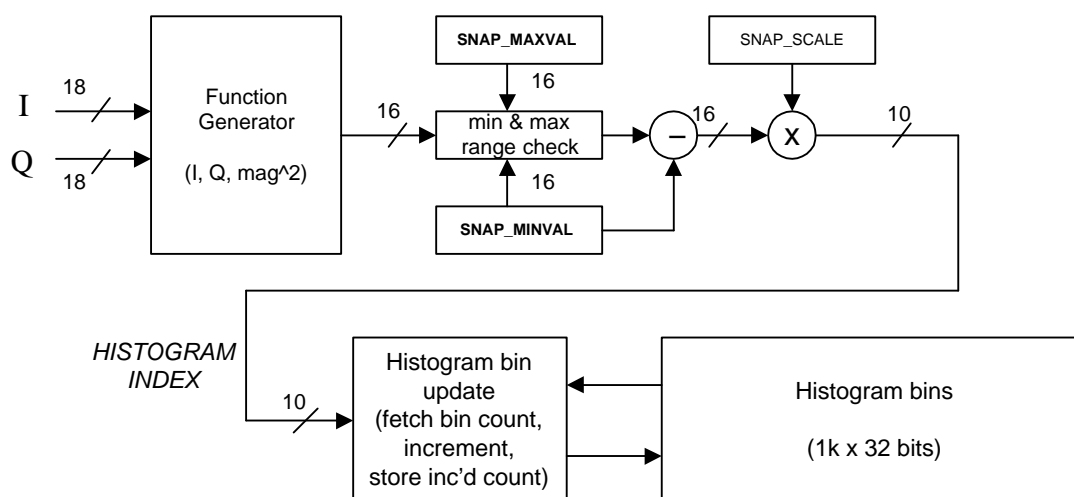 SNAP_MAXVAL
SNAP_SCALE
I
18
Function
Generator
(I, Q, mag^2)
16
16
min & max
range check
–
16
X
10
Q
18
16
SNAP_MINVAL
HISTOGRAM
INDEX
10
Histogram bin
update
(fetch bin count,
increment,
store inc'd count)
Histogram bins
(1k x 32 bits)